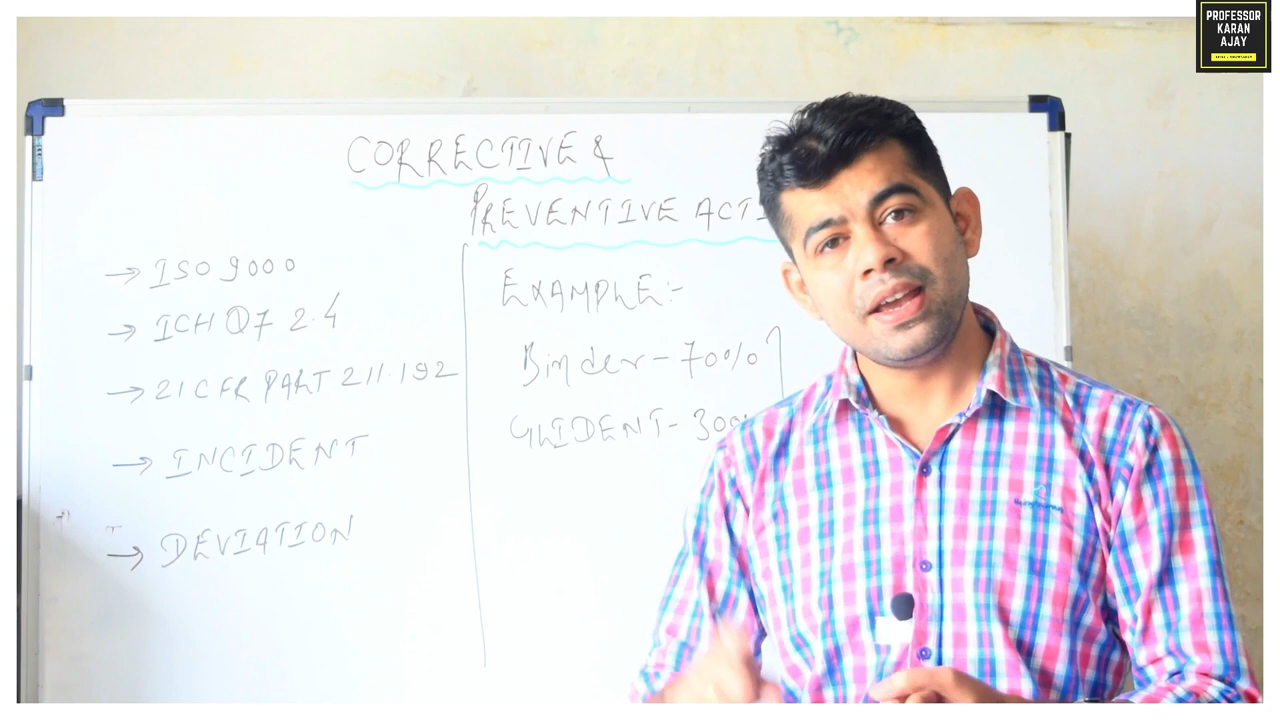 PROFESSOR
KARAN
AJAY
CORRECTIVE &
PREVENTIVE ACTI
→ ISO 9000
→ ICH Q7 2.4
→ 21 CFR PART 211.192
→ INCIDENT
→ DEVIATION
EXAMPLE:-
Binder - 70%
GLIDENT - 30%